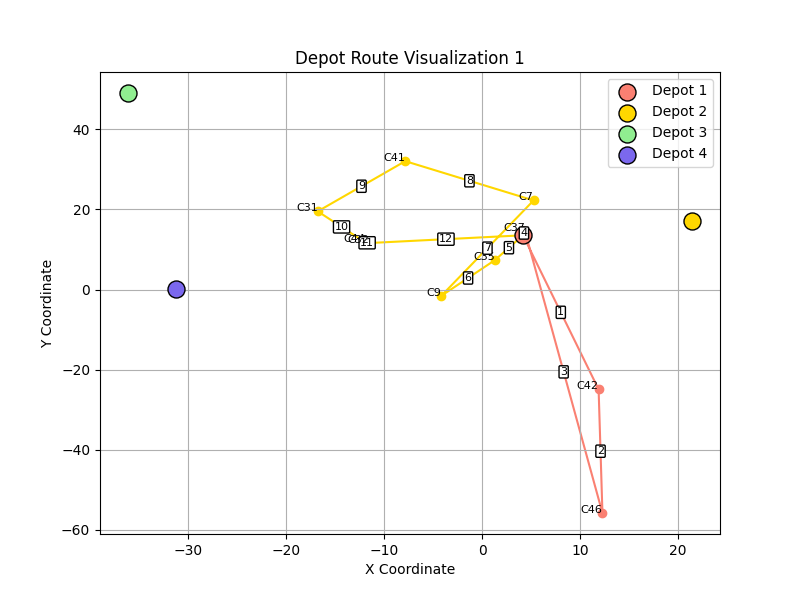 Depot Route Visualization 1
Depot 1
Depot 2
Depot 3
Depot 4
Y Coordinate
40
20
0
−20
−40
−60
C41
8
9
C7
C31
10
11
12
C37
4
7
5
C35
6
C9
1
3
C42
2
C46
−30
−20
−10
0
10
20
X Coordinate